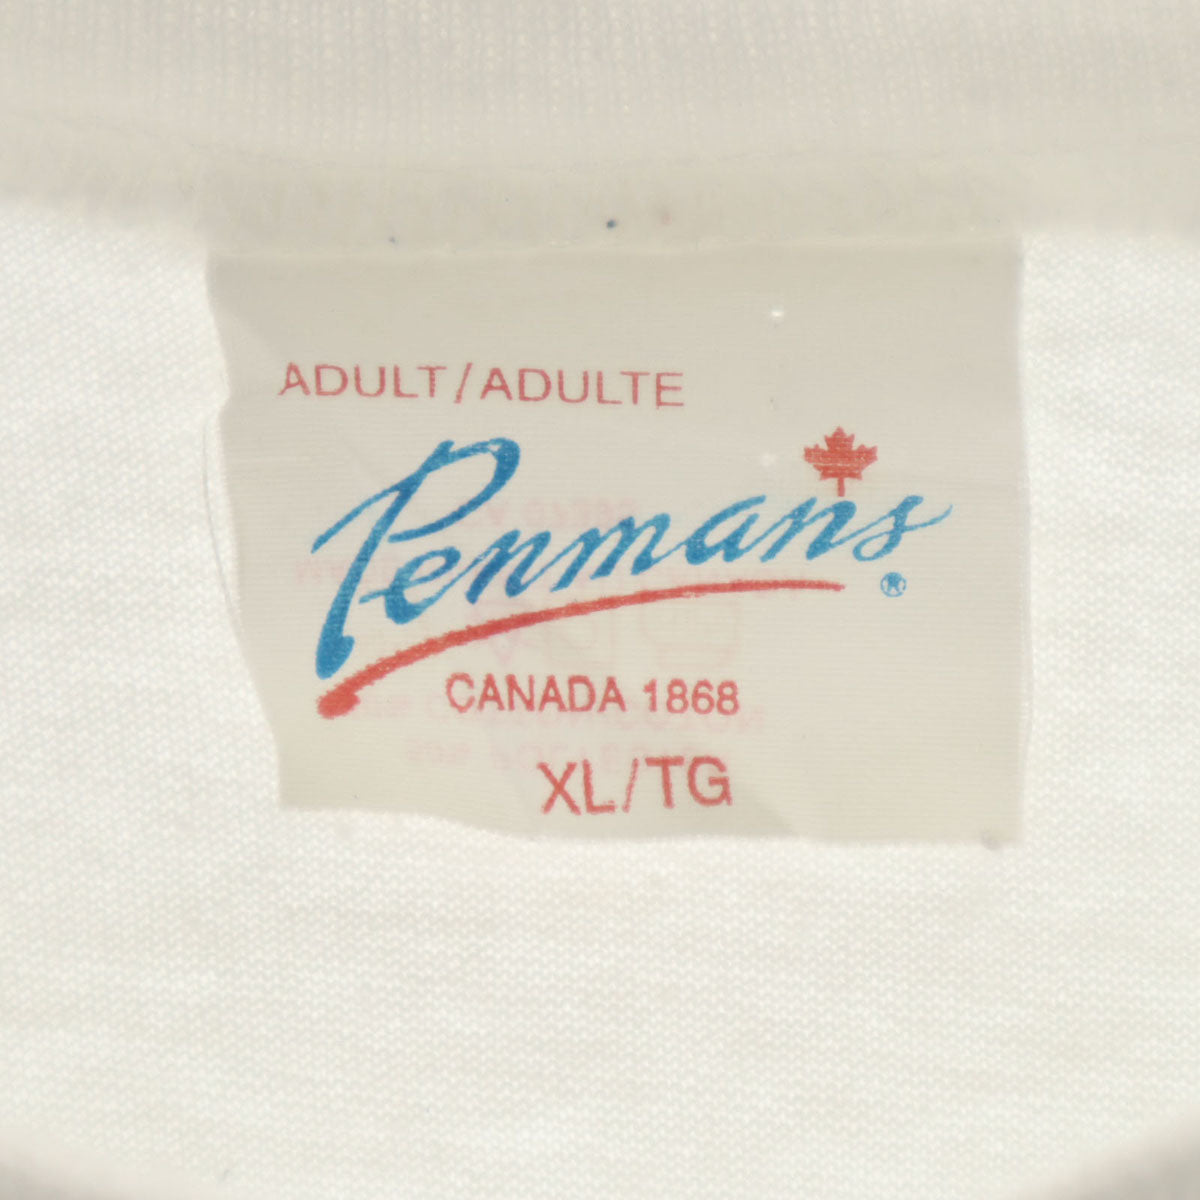 ADULT/ADULTE
Penmans®
CANADA 1868
XL/TG